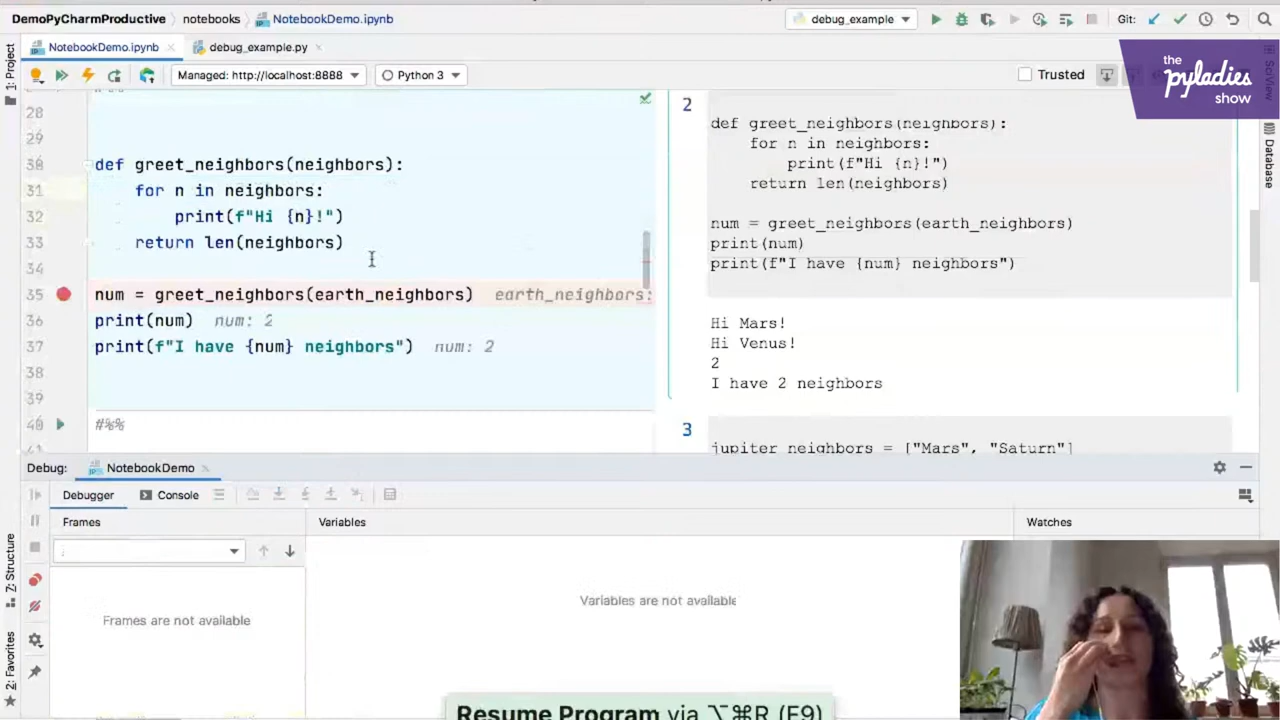 DemoPyCharmProductive
notebooks
NotebookDemo.ipynb
debug_example
Git:
1: Project
NotebookDemo.ipynb
debug_example.py
the
pyladies
show
Managed: http://localhost:8888
Python 3
Trusted
SciView
Database
28
29
30 def greet_neighbors(neighbors):
31 for n in neighbors:
32 print(f"Hi {n}!")
33 return len(neighbors)
34
35 num = greet_neighbors(earth_neighbors) earth_neighbors:
36 print(num) num: 2
37 print(f"I have {num} neighbors") num: 2
38
39
40 #%%
2
def greet_neighbors(neighbors):
for n in neighbors:
print(f"Hi {n}!")
return len(neighbors)
num = greet_neighbors(earth_neighbors)
print(num)
print(f"I have {num} neighbors")
Hi Mars!
Hi Venus!
2
I have 2 neighbors
3
jupiter_neighbors = ["Mars", "Saturn"]
Debug:
NotebookDemo
Debugger
Console
Frames
Variables
Watches
Frames are not available
Variables are not available
Z: Structure
2: Favorites
Resume Program via ⌥⌘R (F9)